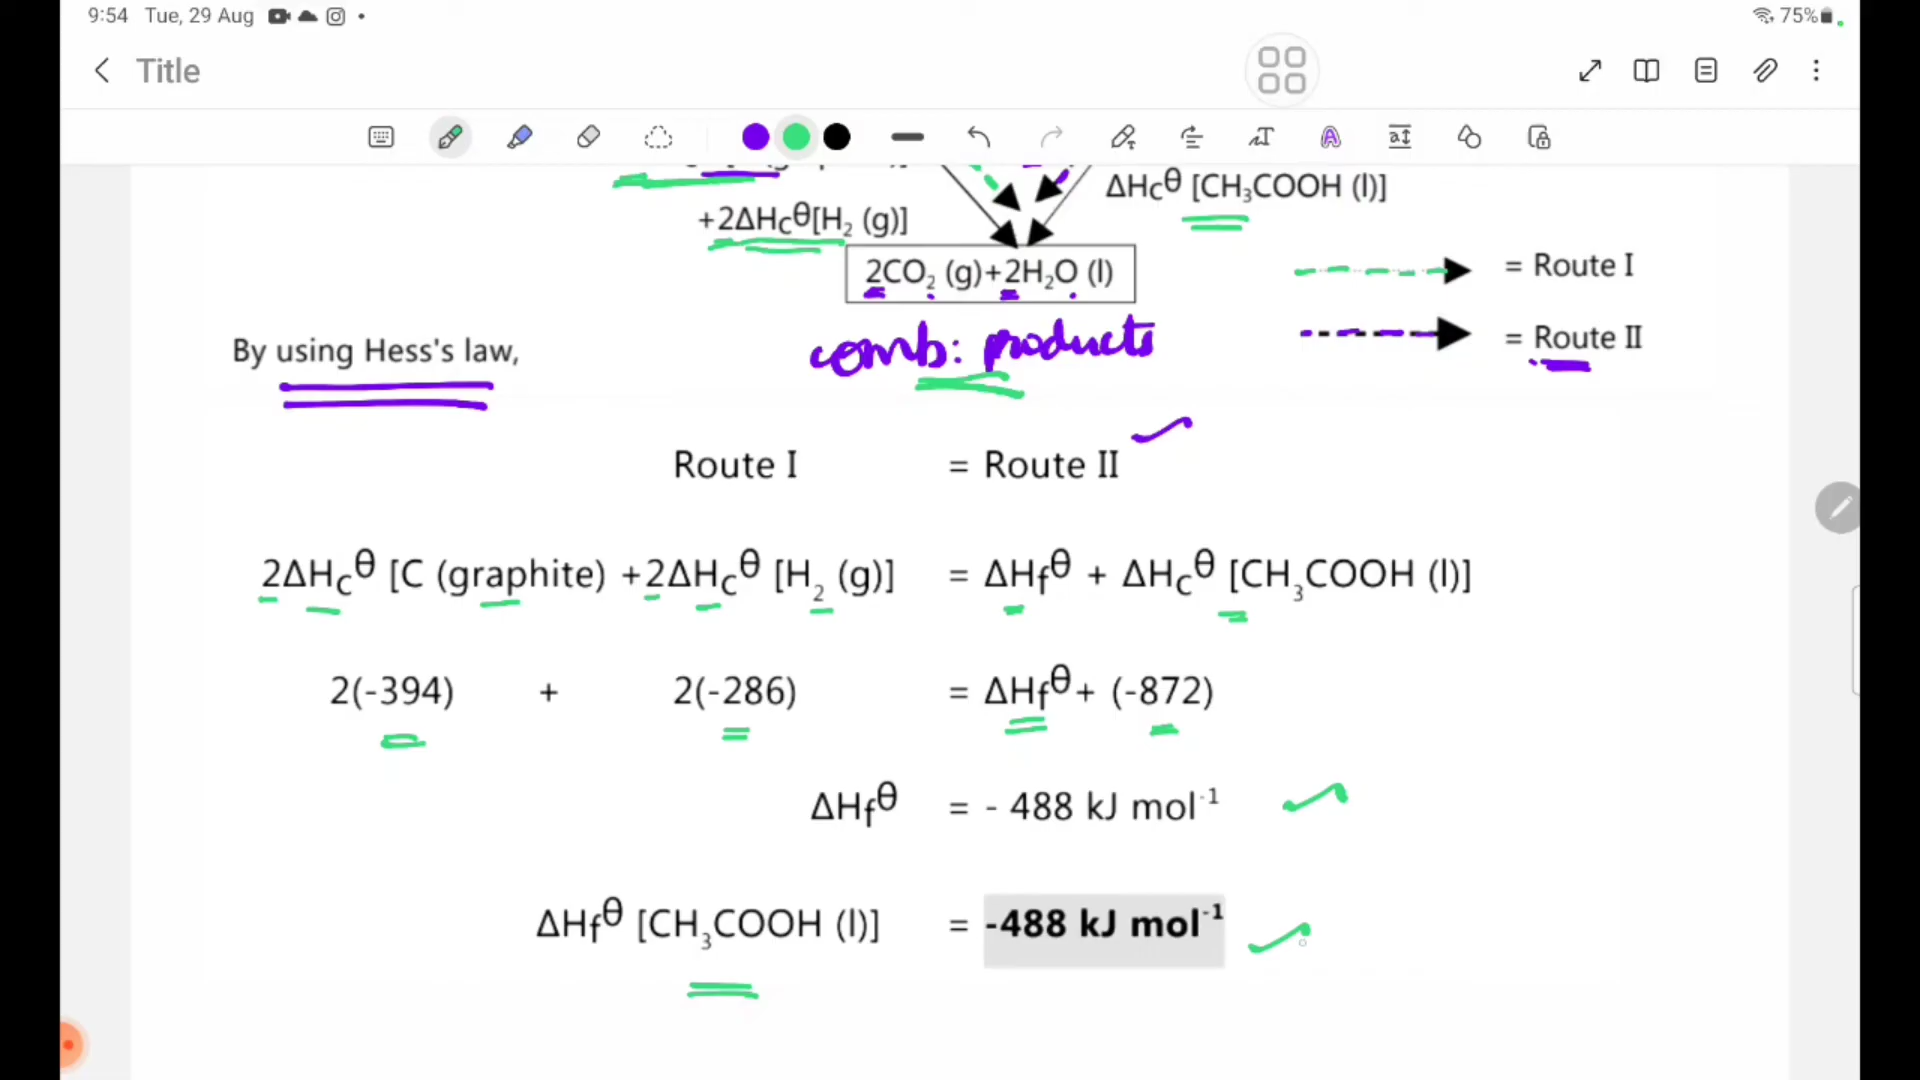 9:54 Tue, 29 Aug 75%
Title
+2ΔHcθ[H₂ (g)]
ΔHcθ [CH₃COOH (l)]
2CO₂ (g)+2H₂O (l)
= Route I
comb: products
= Route II
By using Hess's law,
Route I = Route II
2ΔHcθ [C (graphite) +2ΔHcθ [H₂ (g)] = ΔHfθ + ΔHcθ [CH₃COOH (l)]
2(-394) + 2(-286) = ΔHfθ+ (-872)
ΔHfθ = - 488 kJ mol⁻¹
ΔHfθ [CH₃COOH (l)] = -488 kJ mol⁻¹